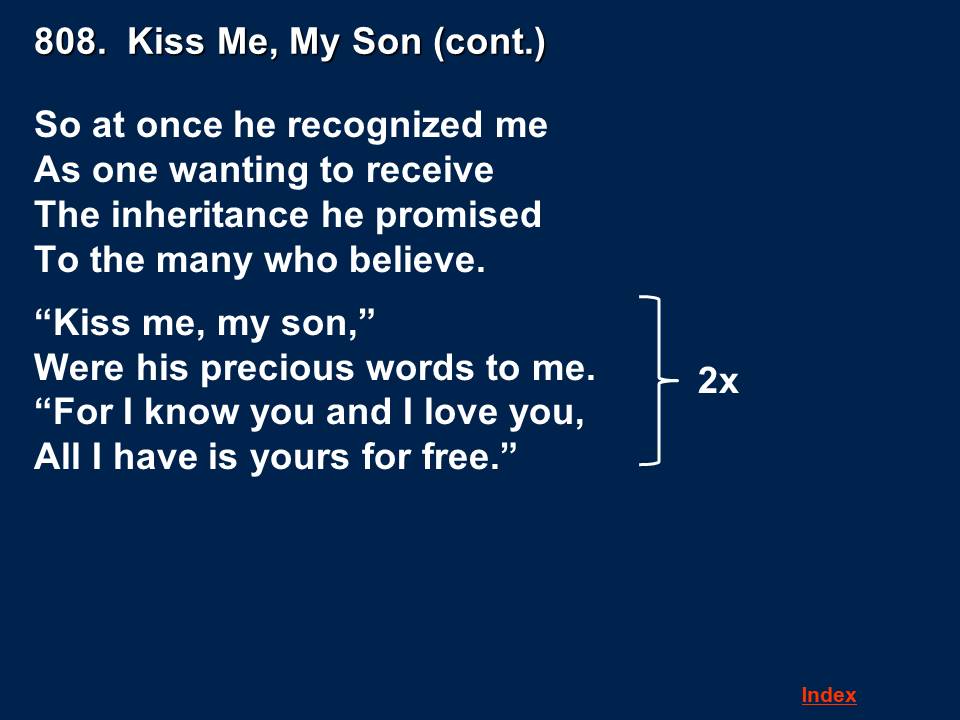 808.  Kiss Me, My Son (cont.)
So at once he recognized me
As one wanting to receive
The inheritance he promised
To the many who believe.
“Kiss me, my son,”
Were his precious words to me.
“For I know you and I love you,
All I have is yours for free.”
2x
Index